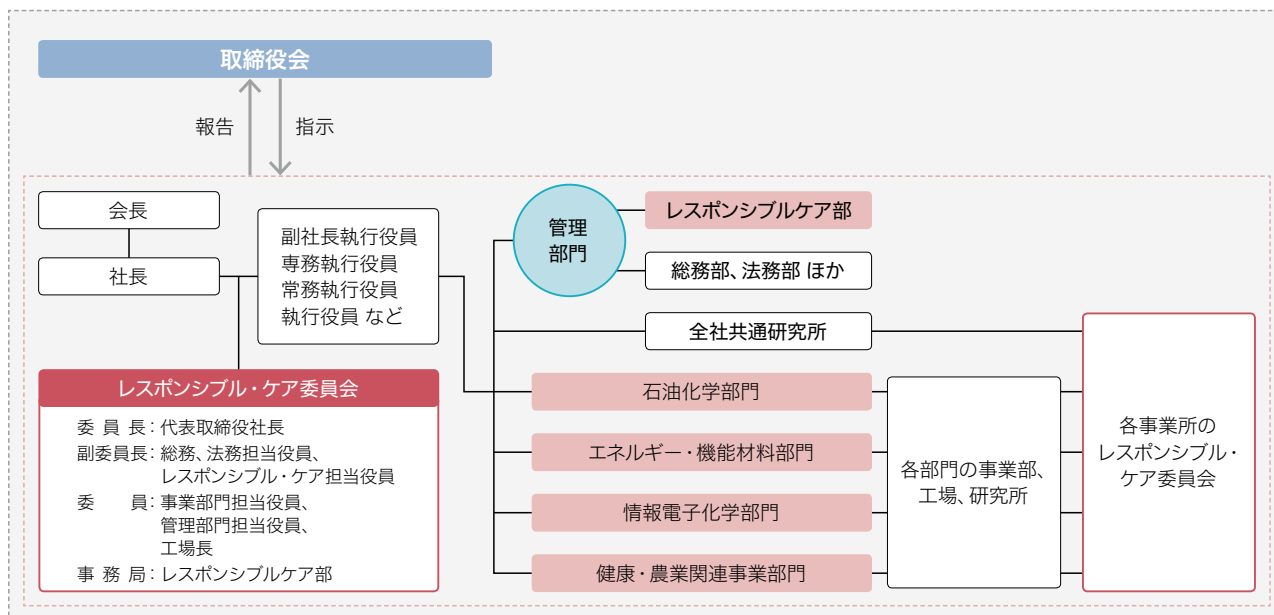 取締役会
報告
指示
会長
社長
副社長執行役員
専務執行役員
常務執行役員
執行役員 など
レスポンシブル・ケア委員会
委員長：代表取締役社長
副委員長：総務、法務担当役員、
レスポンシブル・ケア担当役員
委員：事業部門担当役員、
管理部門担当役員、
工場長
事務局：レスポンシブルケア部
管理
部門
レスポンシブルケア部
総務部、法務部 ほか
全社共通研究所
石油化学部門
エネルギー・機能材料部門
情報電子化学部門
健康・農業関連事業部門
各部門の事業部、
工場、研究所
各事業所の
レスポンシブル・
ケア委員会